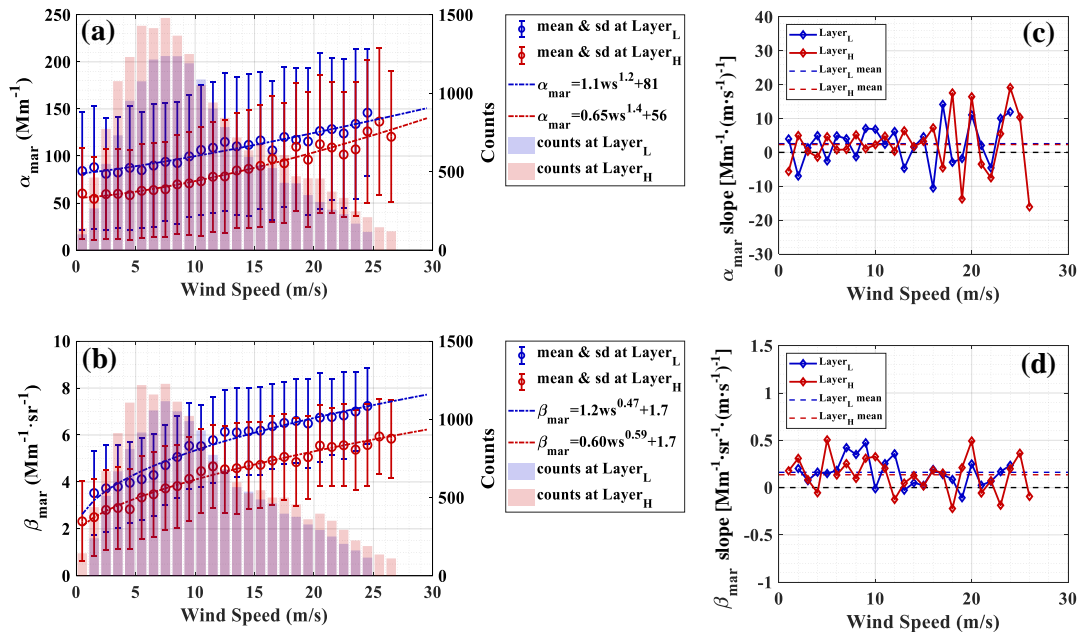 (a)
250
200
150
100
50
0
α_mar (Mm⁻¹)
1500
1000
500
0
Counts
0 5 10 15 20 25 30
Wind Speed (m/s)
mean & sd at Layer_L
mean & sd at Layer_H
α_mar=1.1ws^1.2+81
α_mar=0.65ws^1.4+56
counts at Layer_L
counts at Layer_H
(c)
40
30
20
10
0
-10
-20
-30
α_mar slope [Mm⁻¹·(m·s⁻¹)⁻¹]
Layer_L
Layer_H
Layer_L mean
Layer_H mean
0 10 20 30
Wind Speed (m/s)
(b)
10
8
6
4
2
0
β_mar (Mm⁻¹·sr⁻¹)
1500
1000
500
0
Counts
0 5 10 15 20 25 30
Wind Speed (m/s)
mean & sd at Layer_L
mean & sd at Layer_H
β_mar=1.2ws^0.47+1.7
β_mar=0.60ws^0.59+1.7
counts at Layer_L
counts at Layer_H
(d)
1.5
1
0.5
0
-0.5
-1
β_mar slope [Mm⁻¹·sr⁻¹·(m·s⁻¹)⁻¹]
Layer_L
Layer_H
Layer_L mean
Layer_H mean
0 10 20 30
Wind Speed (m/s)